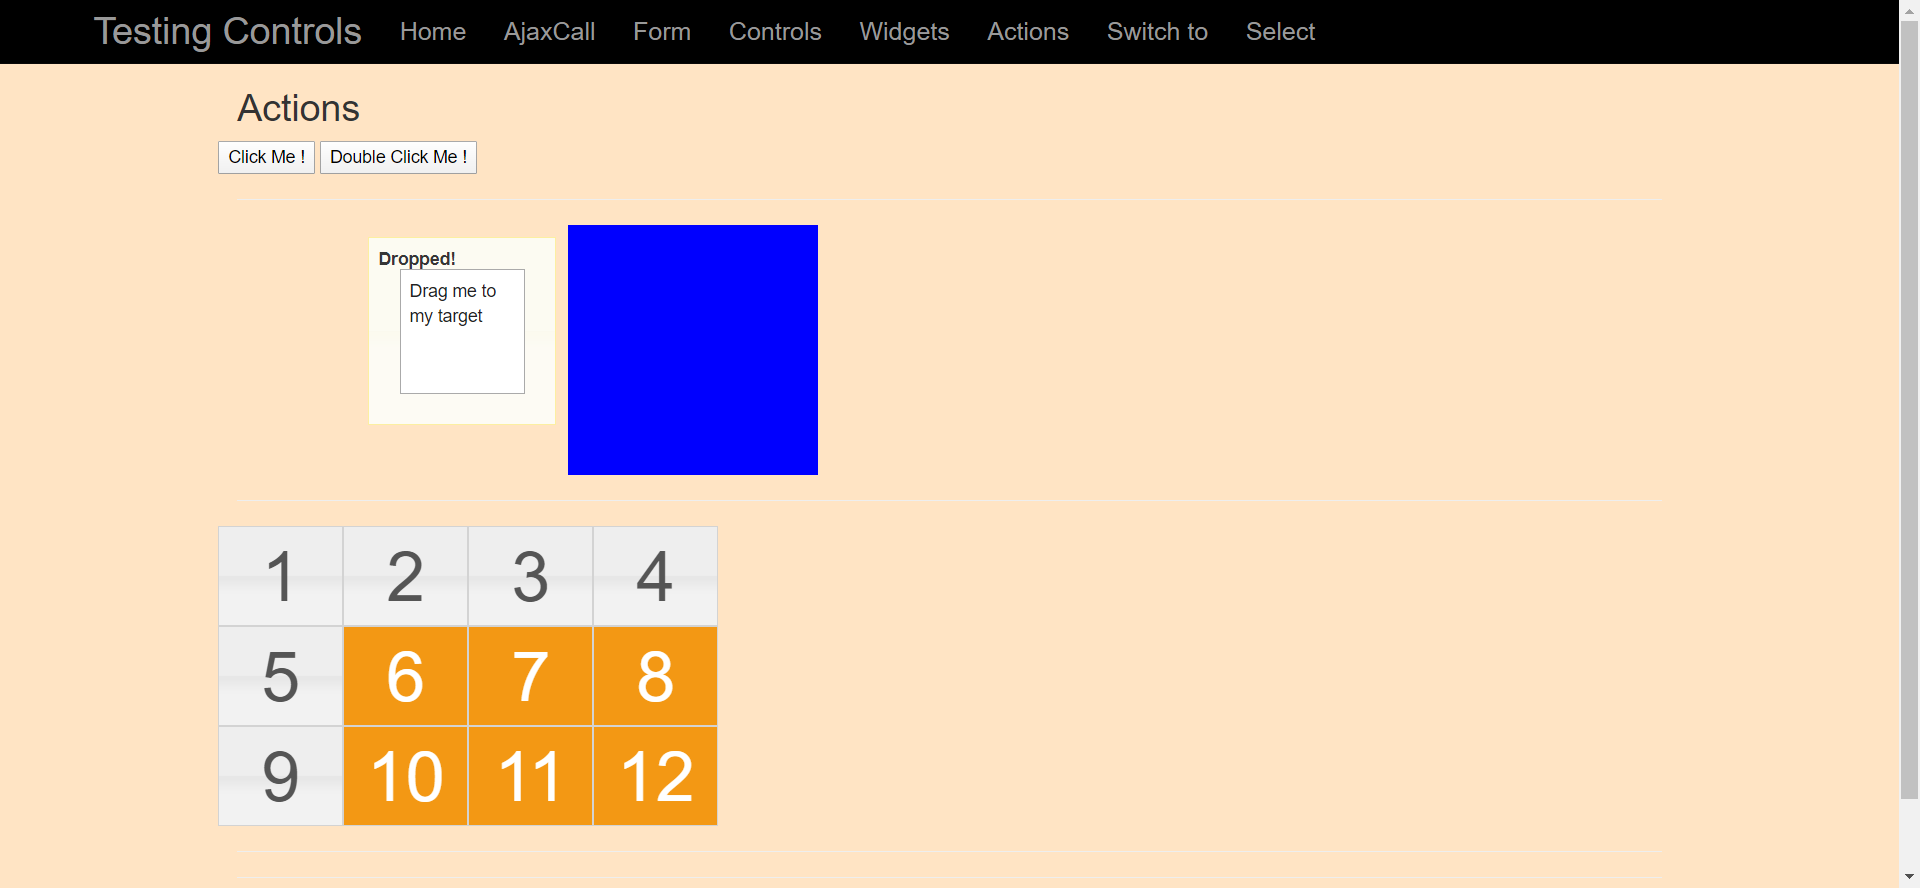 Testing Controls Home AjaxCall Form Controls Widgets Actions Switch to Select
Actions
Click Me ! Double Click Me !
Dropped!
Drag me to
my target
1 2 3 4
5 6 7 8
9 10 11 12